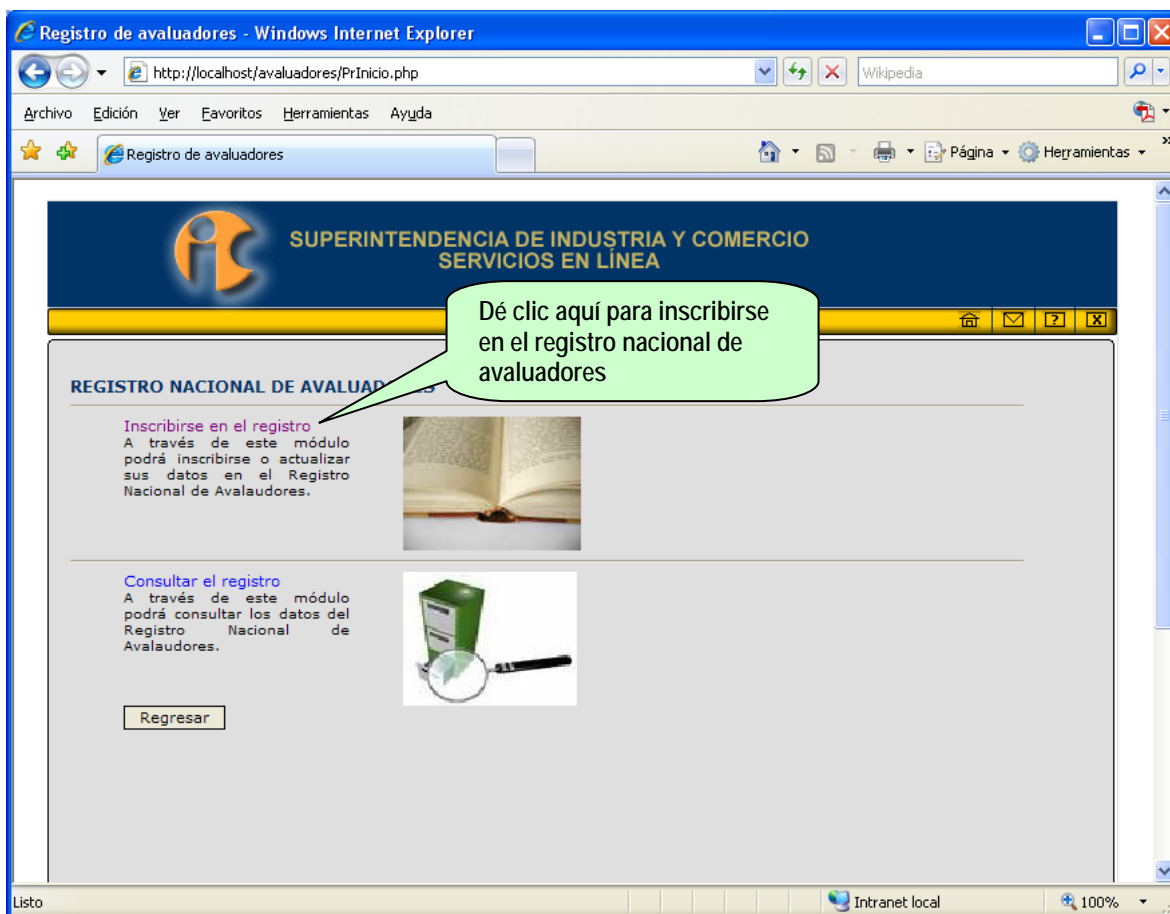 Registro de avaluadores - Windows Internet Explorer
http://localhost/avaluadores/PrInicio.php
Wikipedia
Archivo Edición Ver Favoritos Herramientas Ayuda
Registro de avaluadores
Página
Herramientas
SUPERINTENDENCIA DE INDUSTRIA Y COMERCIO
SERVICIOS EN LÍNEA
Dé clic aquí para inscribirse
en el registro nacional de
avaluadores
REGISTRO NACIONAL DE AVALUADORES
Inscribirse en el registro
A través de este módulo
podrá inscribirse o actualizar
sus datos en el Registro
Nacional de Avalaudores.
Consultar el registro
A través de este módulo
podrá consultar los datos del
Registro Nacional de
Avalaudores.
Regresar
Listo
Intranet local
100%